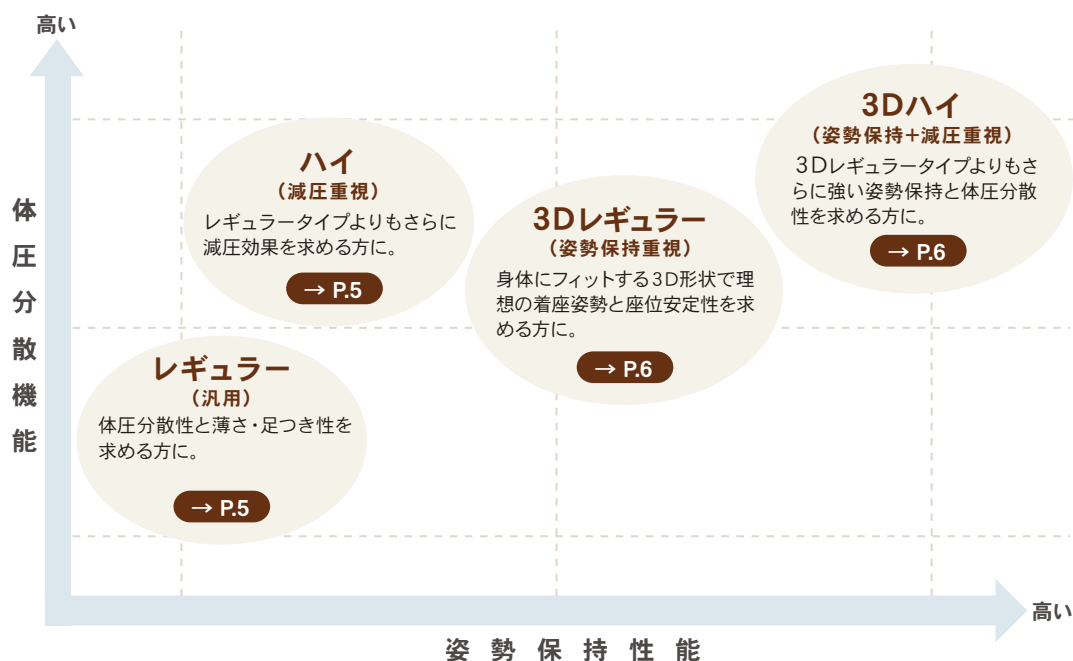 高い
体圧分散機能
ハイ
(減圧重視)
レギュラータイプよりもさらに
減圧効果を求める方に。
→ P.5
3Dハイ
(姿勢保持+減圧重視)
3Dレギュラータイプよりもさ
らに強い姿勢保持と体圧分散
性を求める方に。
→ P.6
3Dレギュラー
(姿勢保持重視)
身体にフィットする3D形状で理
想の着座姿勢と座位安定性を求
める方に。
→ P.6
レギュラー
(汎用)
体圧分散性と薄さ・足つき性を
求める方に。
→ P.5
高い
姿勢保持性能